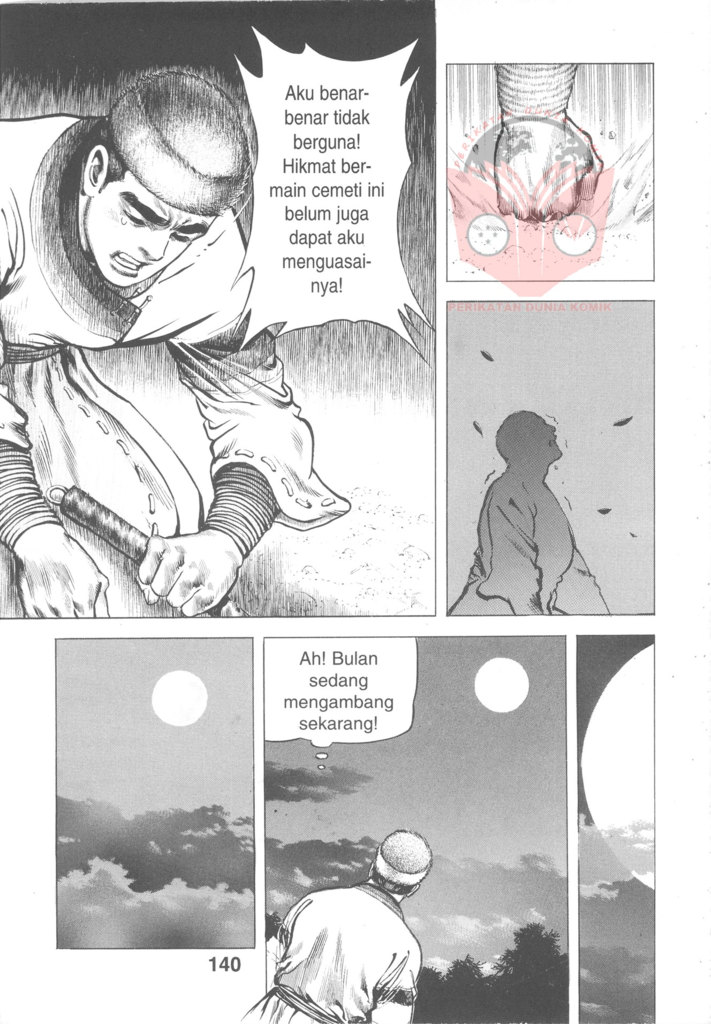 Aku benar-
benar tidak
berguna!
Hikmat ber-
main cemeti ini
belum juga
dapat aku
menguasai-
nya!
PERIKATAN DUNIA KOMIK
Ah! Bulan
sedang
mengambang
sekarang!
140